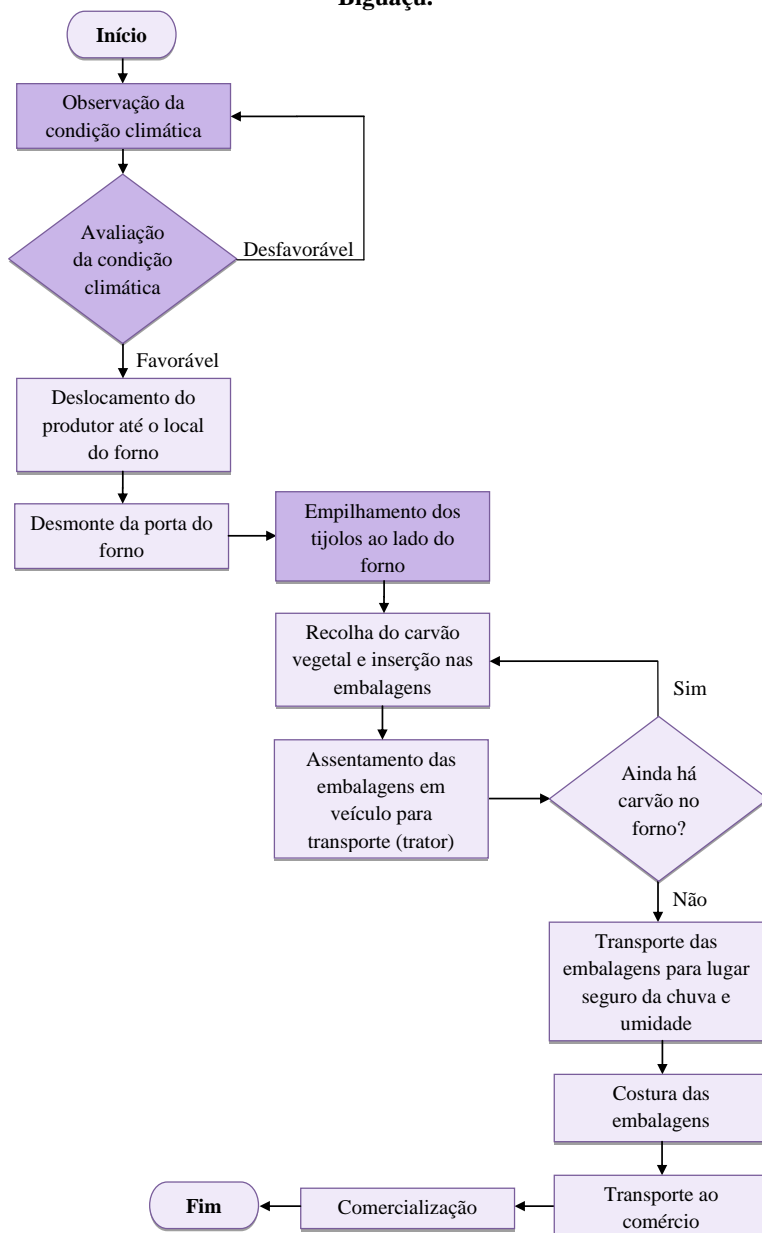 Biguaçu.
Início
Observação da
condição climática
Avaliação
da condição
climática
Desfavorável
Favorável
Deslocamento do
produtor até o local
do forno
Desmonte da porta do
forno
Empilhamento dos
tijolos ao lado do
forno
Recolha do carvão
vegetal e inserção nas
embalagens
Sim
Assentamento das
embalagens em
veículo para
transporte (trator)
Ainda há
carvão no
forno?
Não
Transporte das
embalagens para lugar
seguro da chuva e
umidade
Costura das
embalagens
Transporte ao
comércio
Comercialização
Fim